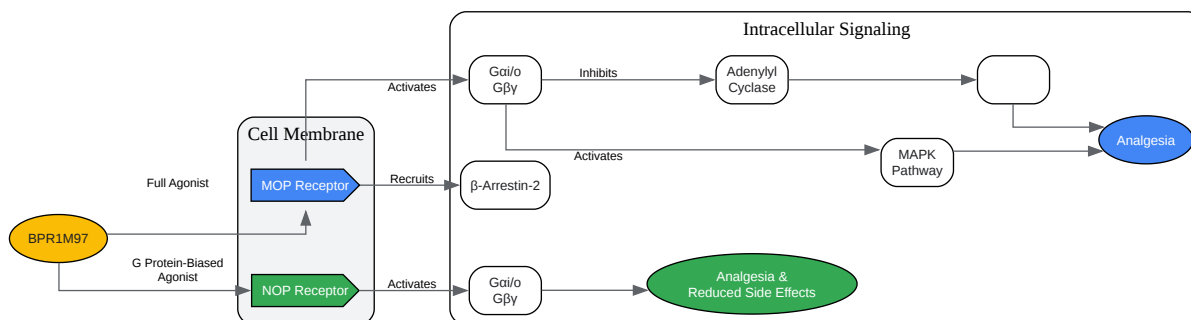 Intracellular Signaling
Gαi/o
Gβγ
Inhibits
Adenylyl
Cyclase
Activates
Cell Membrane
Analgesia
Activates
MAPK
Pathway
Full Agonist
MOP Receptor
Recruits
β-Arrestin-2
BPR1M97
G Protein-Biased
Agonist
NOP Receptor
Activates
Gαi/o
Gβγ
Analgesia &
Reduced Side Effects